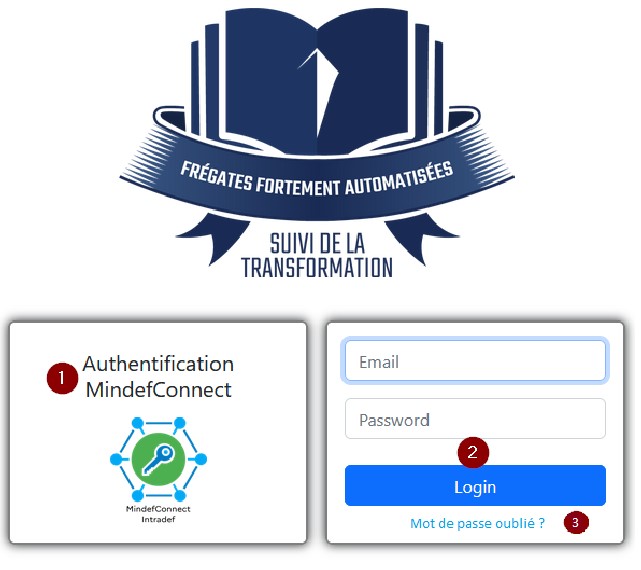 FRÉGATES FORTEMENT AUTOMATISÉES
SUIVI DE LA
TRANSFORMATION
1
Authentification
MindefConnect
MindefConnect
Intradef
Email
Password
2
Login
Mot de passe oublié ?
3